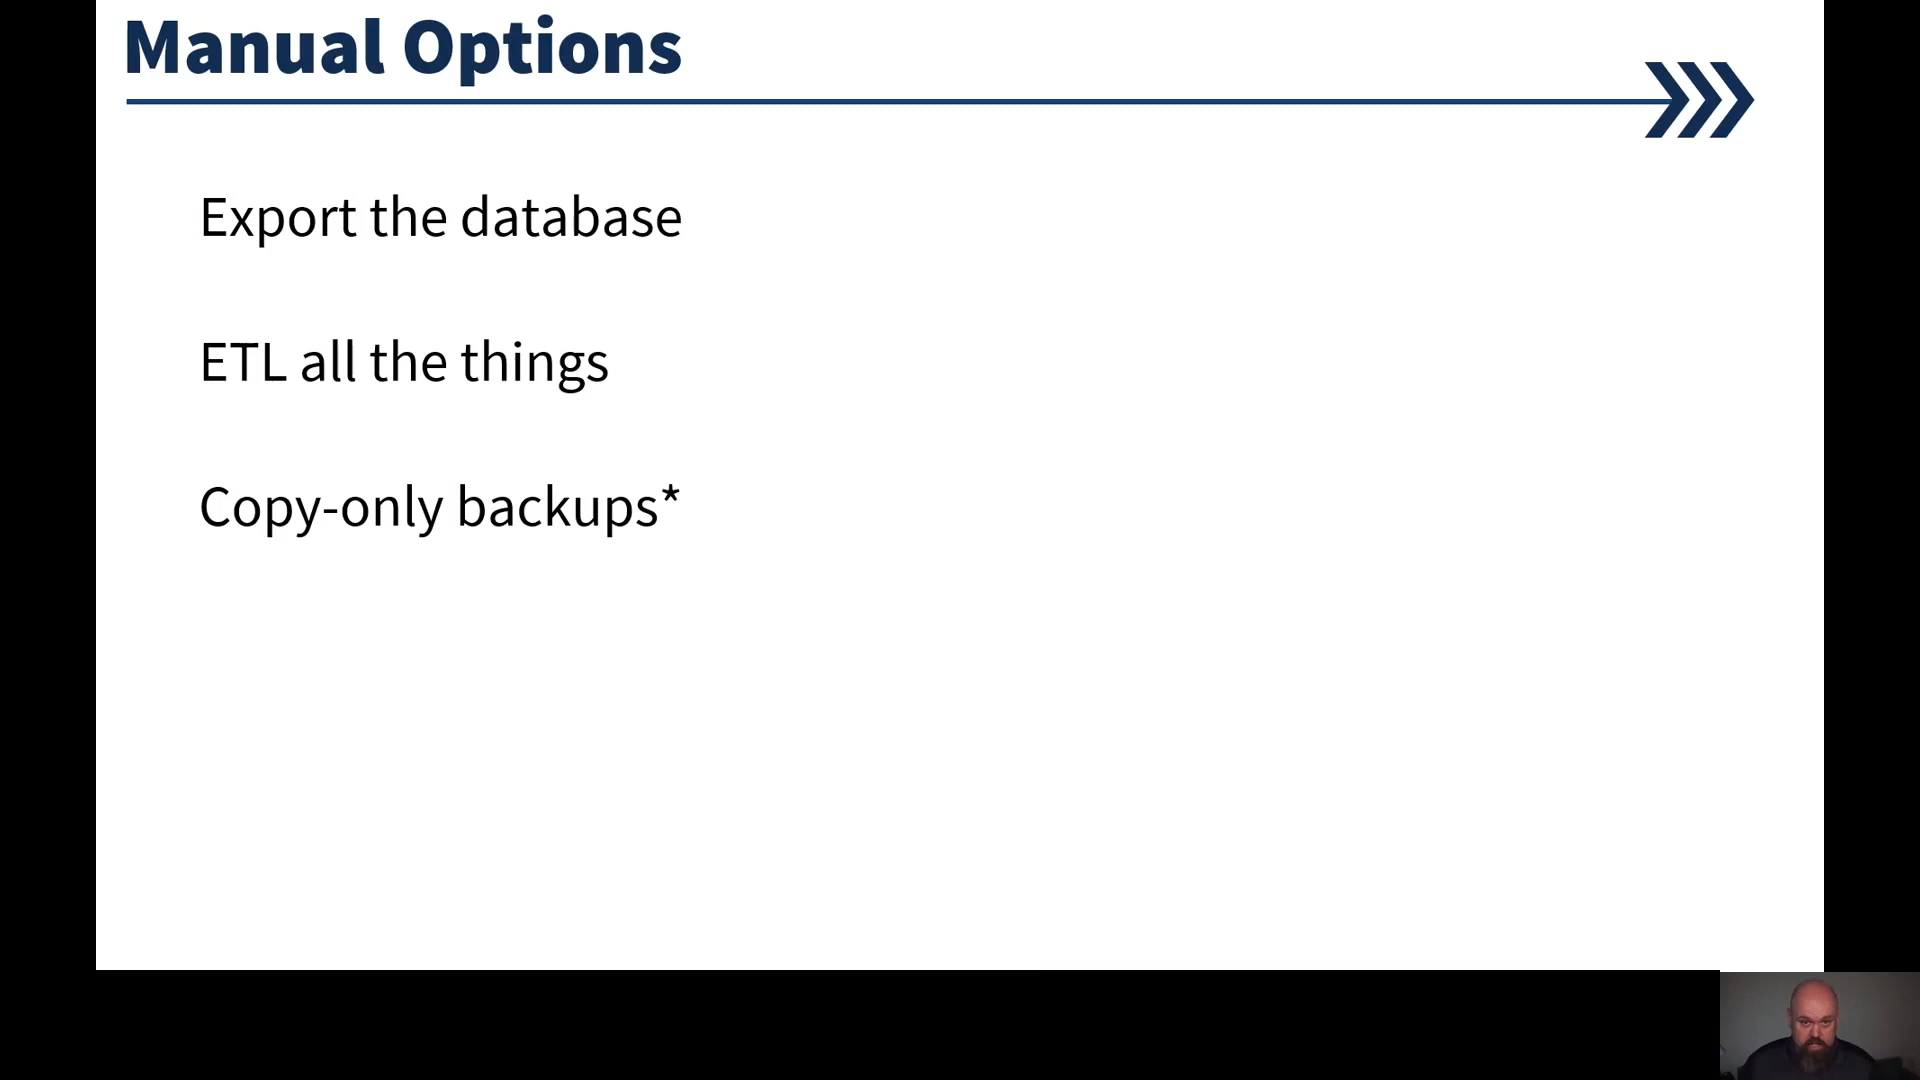 Manual Options
Export the database
ETL all the things
Copy-only backups*